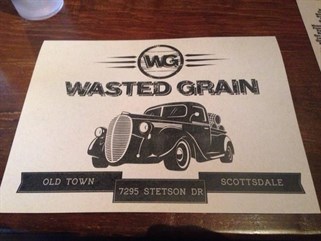 WG
WASTED GRAIN
OLD TOWN
7295 STETSON DR
SCOTTSDALE